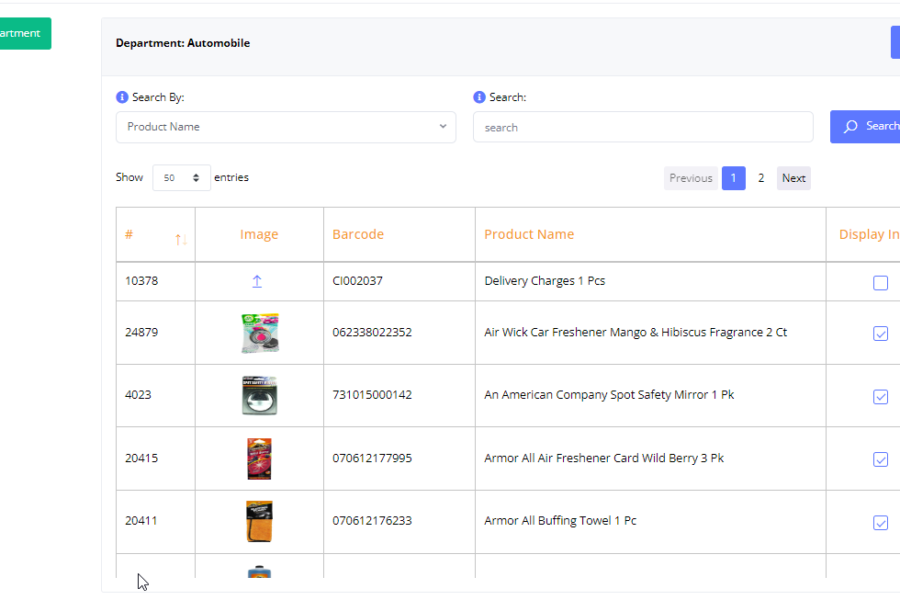 artment
Department: Automobile
Search By:
Search:
Product Name
search
Search
Show 50 entries
Previous 1 2 Next
# Image Barcode Product Name Display In
10378 CI002037 Delivery Charges 1 Pcs
24879 062338022352 Air Wick Car Freshener Mango & Hibiscus Fragrance 2 Ct
4023 731015000142 An American Company Spot Safety Mirror 1 Pk
20415 070612177995 Armor All Air Freshener Card Wild Berry 3 Pk
20411 070612176233 Armor All Buffing Towel 1 Pc